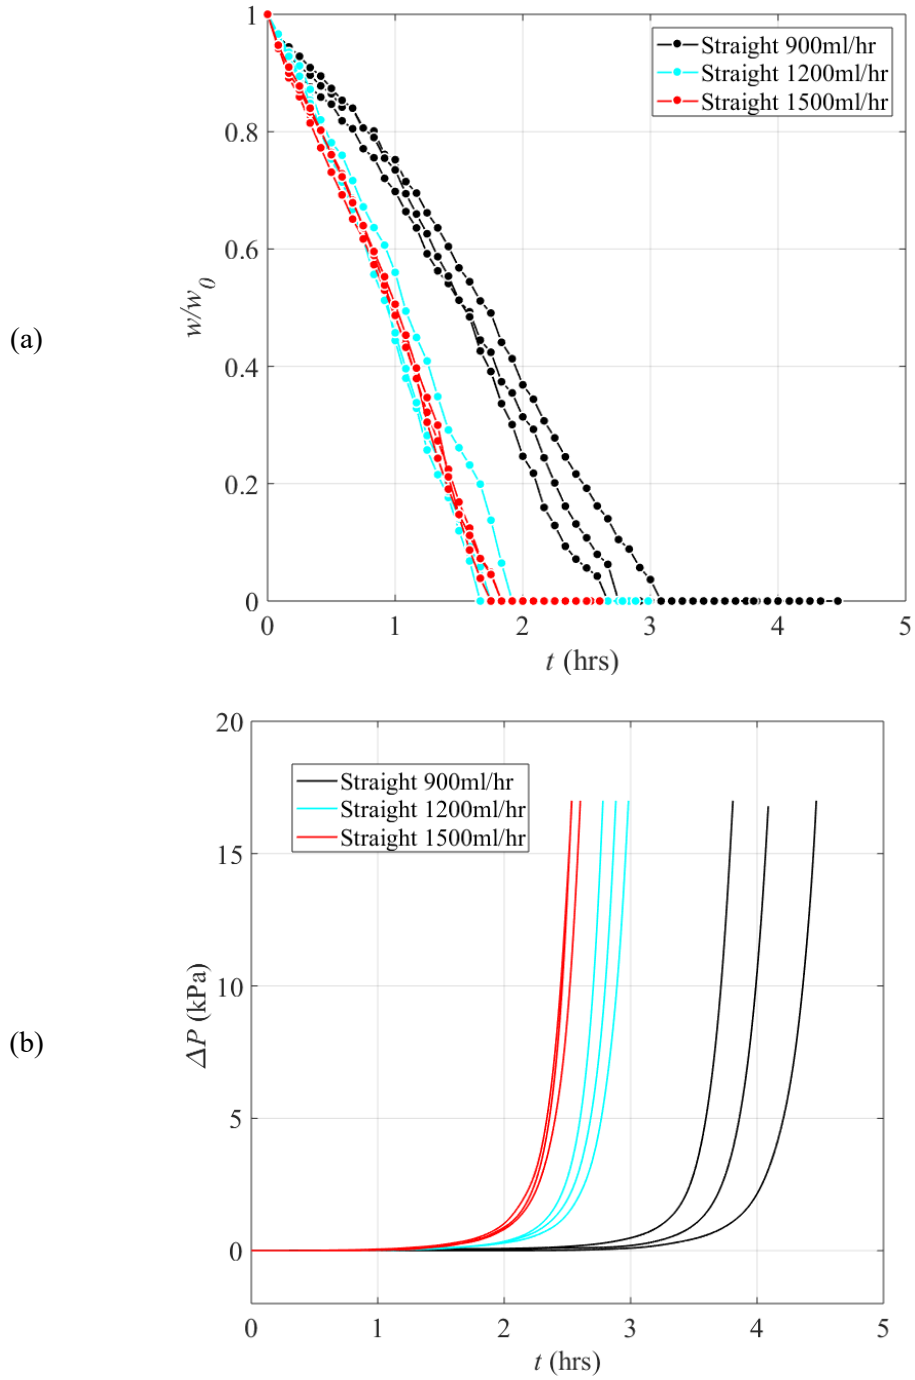 (a)
w/w0
1
0.8
0.6
0.4
0.2
0
Straight 900ml/hr
Straight 1200ml/hr
Straight 1500ml/hr
0 1 2 3 4 5
t (hrs)
(b)
ΔP (kPa)
20
15
10
5
0
Straight 900ml/hr
Straight 1200ml/hr
Straight 1500ml/hr
0 1 2 3 4 5
t (hrs)